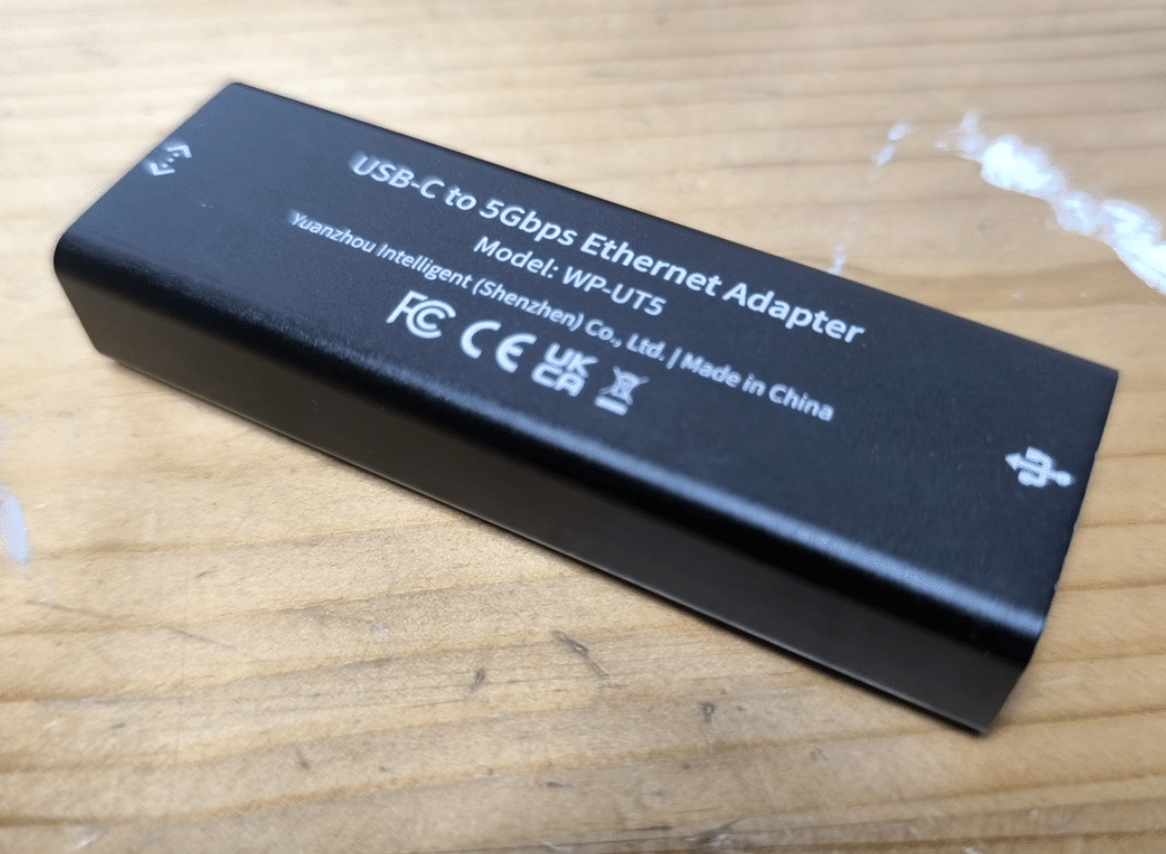 USB-C to 5Gbps Ethernet Adapter
Model: WP-UT5
Yuanzhou Intelligent (Shenzhen) Co., Ltd. | Made in China
FC CE UK CA